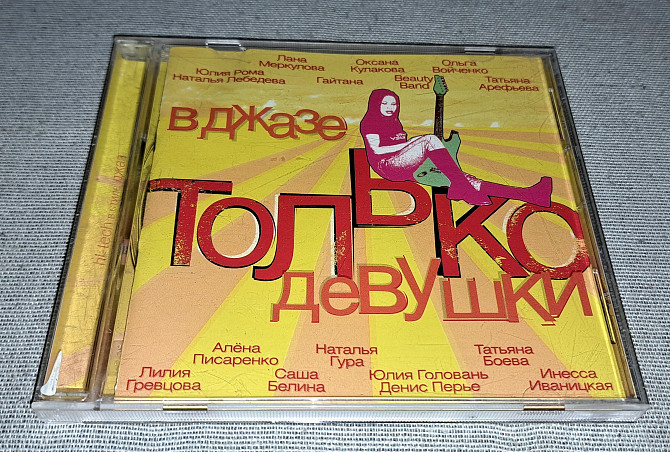 Лана
Меркулова
Оксана
Кулакова
Ольга
Войченко
Юлия Рома
Наталья Лебедева
Гайтана
Beauty
Band
Татьяна
Арефьева
в джазе
только
девушки
Алёна
Писаренко
Наталья
Гура
Татьяна
Боева
Лилия
Гревцова
Саша
Белина
Юлия Головань
Денис Перье
Инесса
Иваницкая